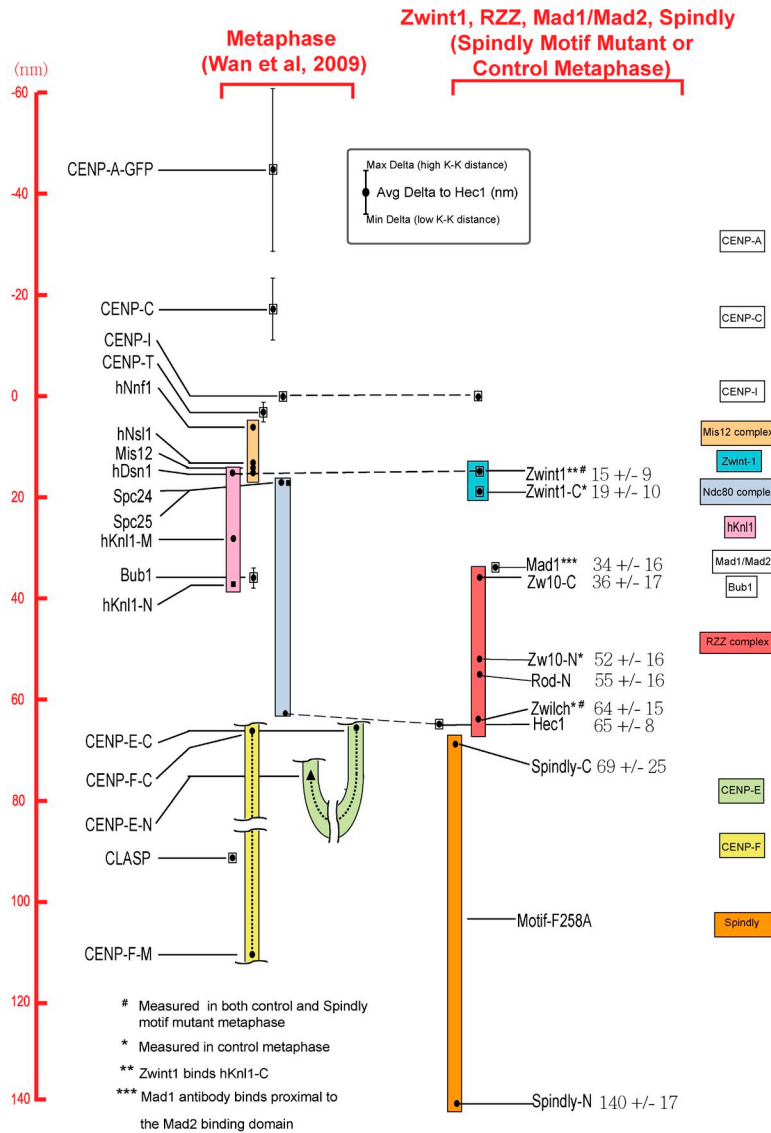 Zwint1, RZZ, Mad1/Mad2, Spindly
(Spindly Motif Mutant or
Control Metaphase)
Metaphase
(Wan et al, 2009)
(nm)
-60
-40
-20
0
20
40
60
80
100
120
140
CENP-A-GFP
CENP-C
CENP-I
CENP-T
hNnf1
hNsl1
Mis12
hDsn1
Spc24
Spc25
hKnl1-M
Bub1
hKnl1-N
CENP-E-C
CENP-F-C
CENP-E-N
CLASP
CENP-F-M
Max Delta (high K-K distance)
Avg Delta to Hec1 (nm)
Min Delta (low K-K distance)
Zwint1**# 15 +/- 9
Zwint1-C* 19 +/- 10
Mad1*** 34 +/- 16
Zw10-C 36 +/- 17
Zw10-N* 52 +/- 16
Rod-N 55 +/- 16
Zwilch*# 64 +/- 15
Hec1 65 +/- 8
Spindly-C 69 +/- 25
Motif-F258A
Spindly-N 140 +/- 17
CENP-A
CENP-C
CENP-I
Mis12 complex
Zwint-1
Ndc80 comple
hKnl1
Mad1/Mad2
Bub1
RZZ complex
CENP-E
CENP-F
Spindly
# Measured in both control and Spindly
motif mutant metaphase
* Measured in control metaphase
** Zwint1 binds hKnl1-C
*** Mad1 antibody binds proximal to
the Mad2 binding domain